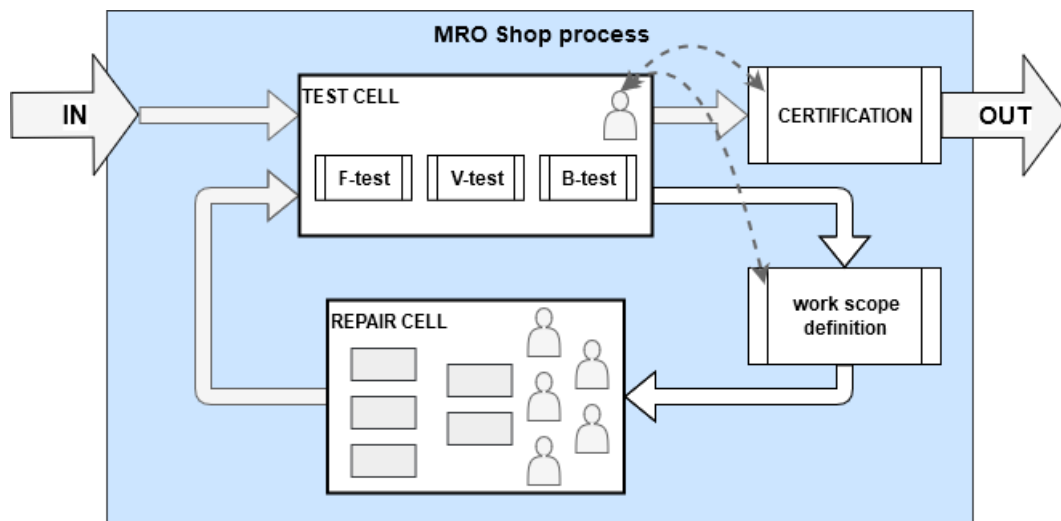 MRO Shop process
IN
TEST CELL
CERTIFICATION
OUT
F-test
V-test
B-test
work scope
definition
REPAIR CELL